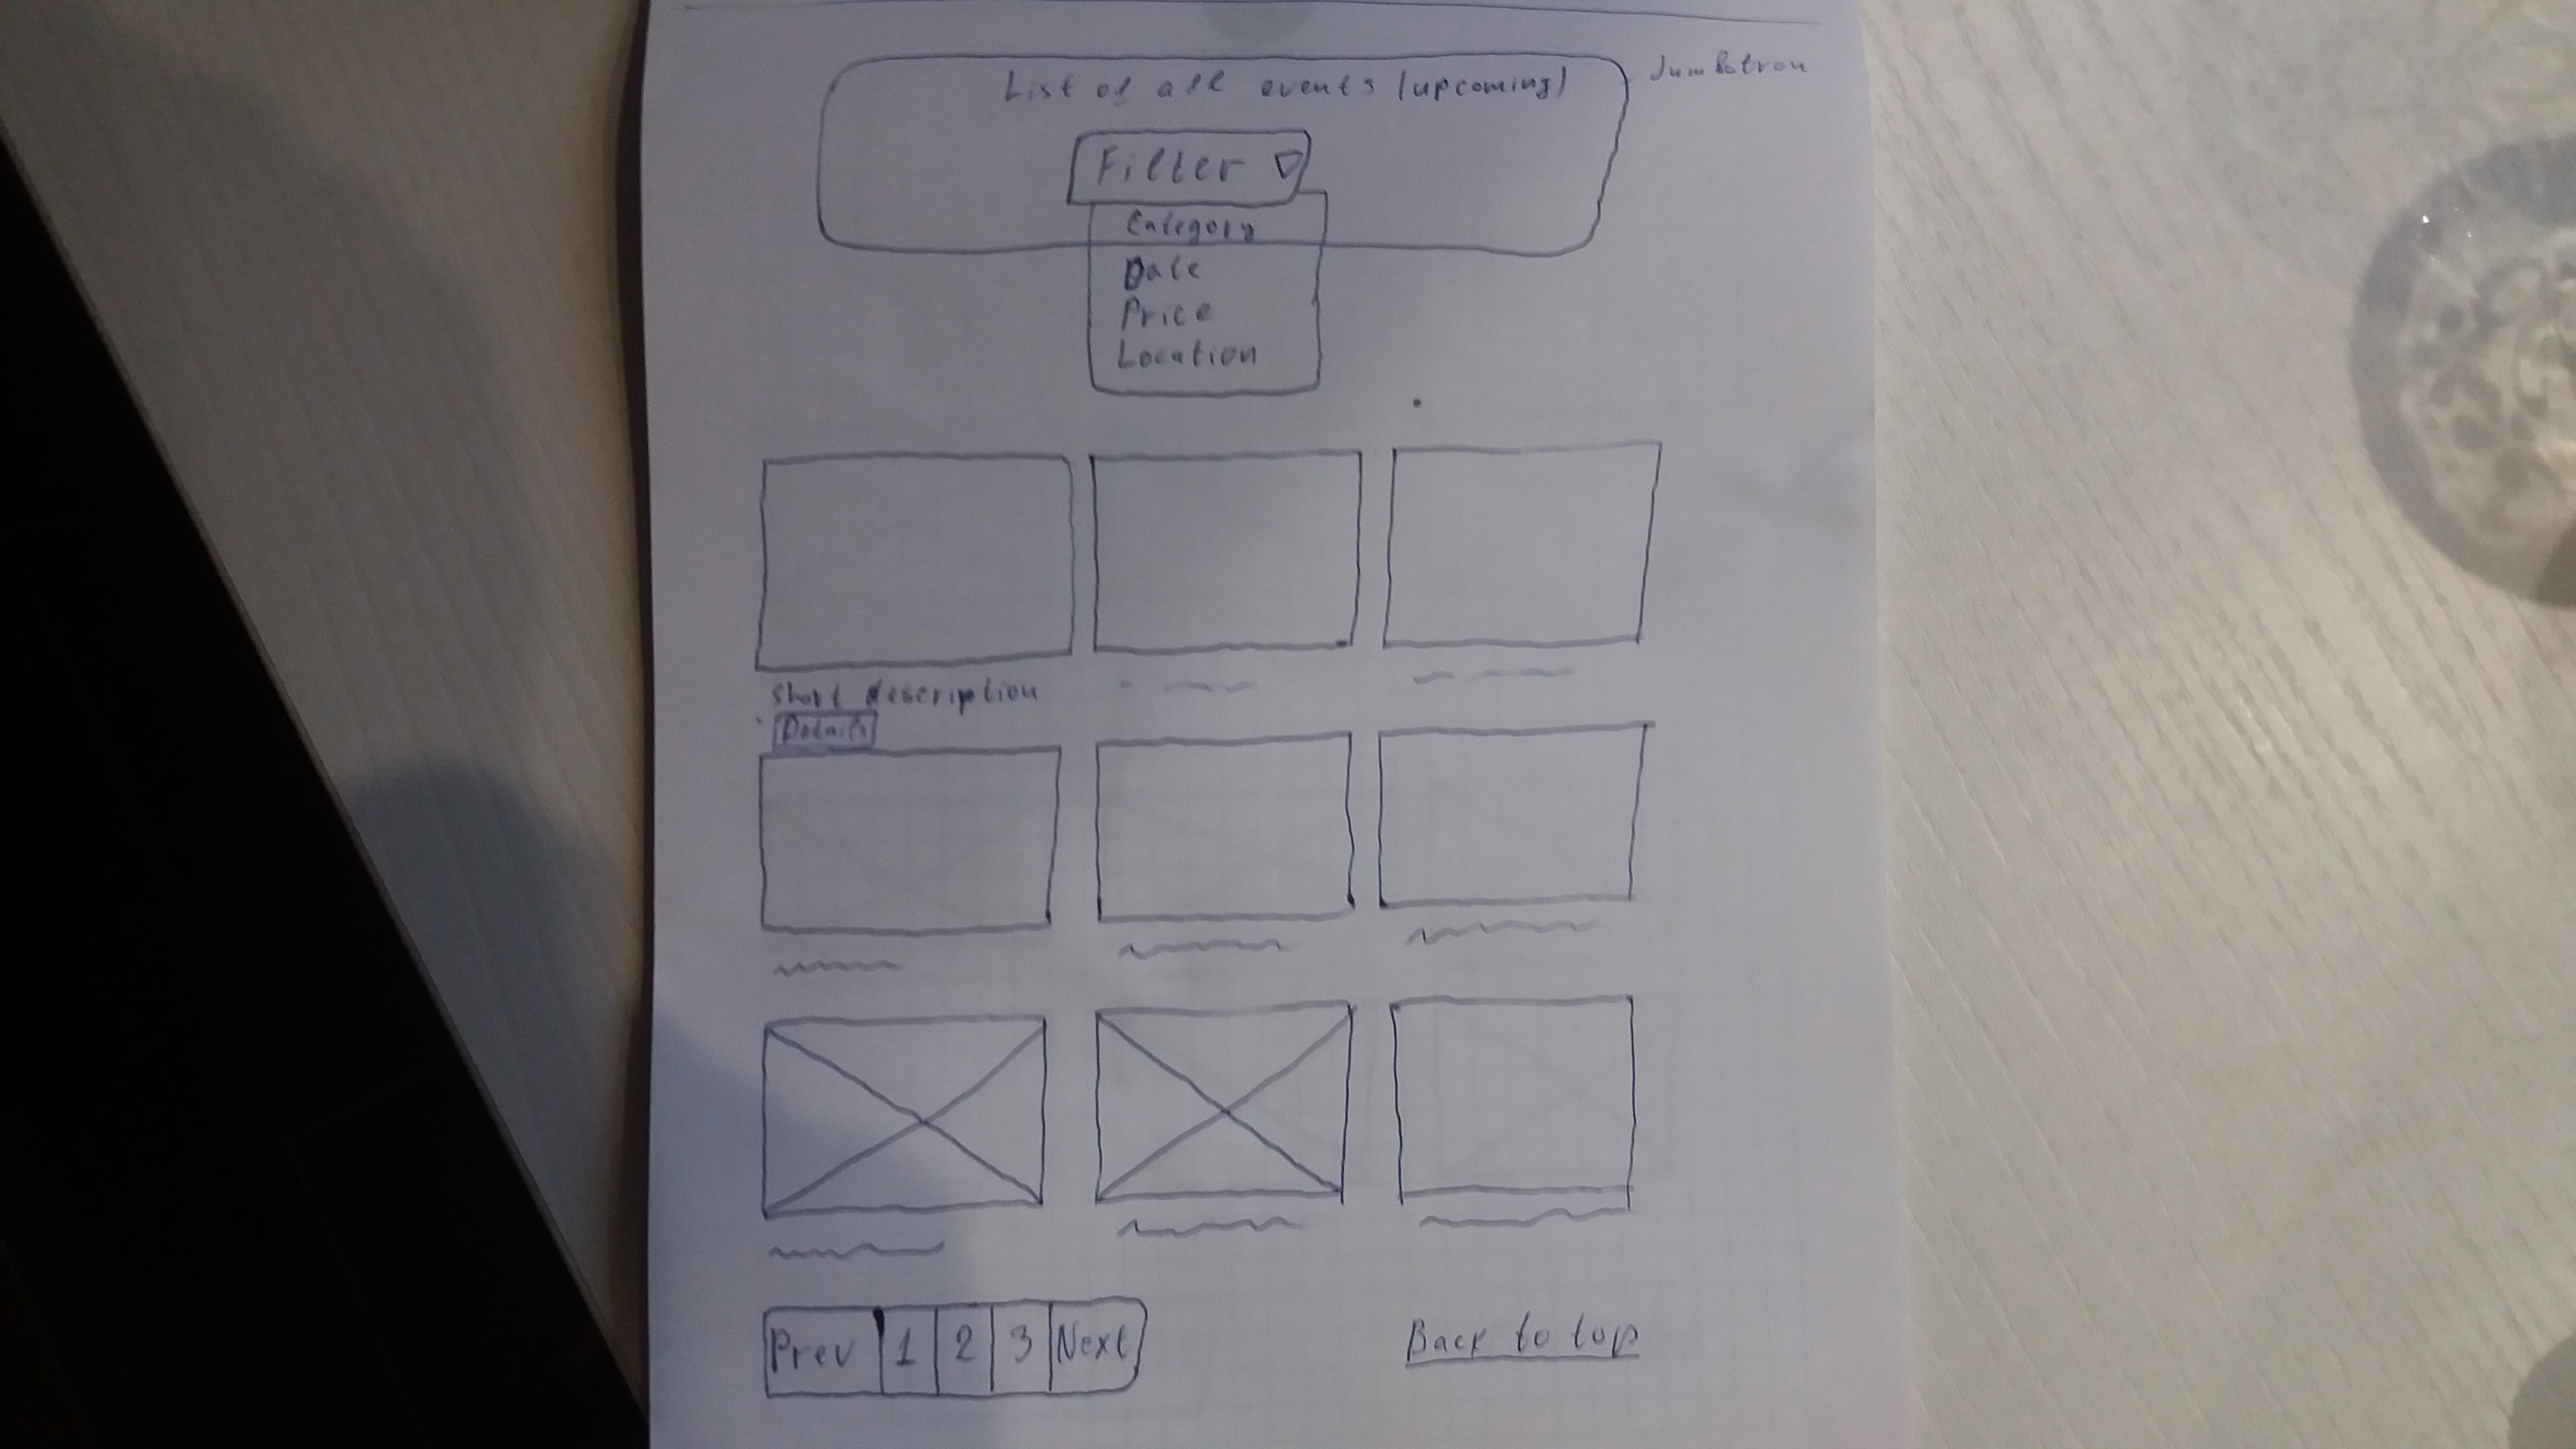 List of all events (upcoming)
Jumbotron
Filter
Category
Date
Price
Location
short description
Details
Prev 1 2 3 Next
Back to top